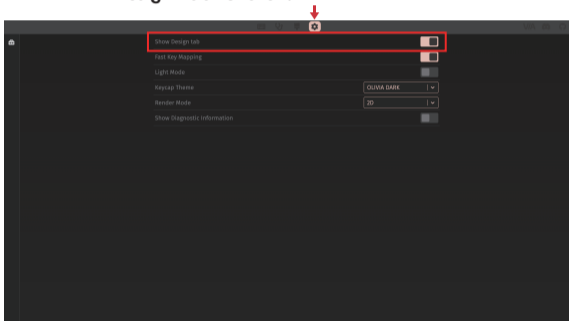 Show Design tab
Fast Key Mapping
Light Mode
Keycap Theme
OLIVIA DARK
Render Mode
2D
Show Diagnostic Information